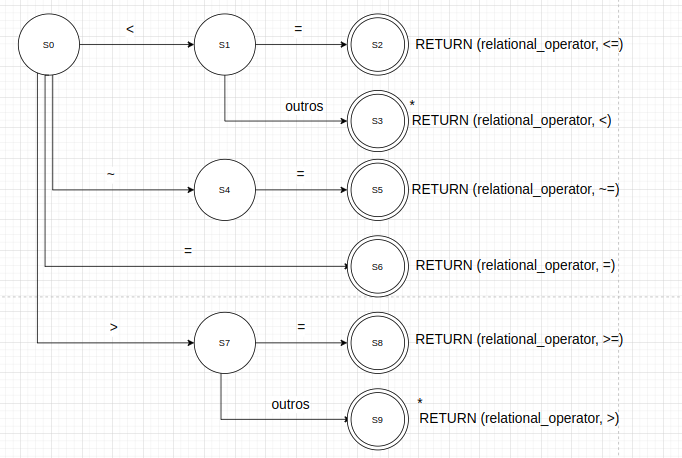 S0
<
S1
=
S2
RETURN (relational_operator, <=)
outros
S3
*
RETURN (relational_operator, <)
~
S4
=
S5
RETURN (relational_operator, ~=)
=
S6
RETURN (relational_operator, =)
>
S7
=
S8
RETURN (relational_operator, >=)
outros
S9
*
RETURN (relational_operator, >)